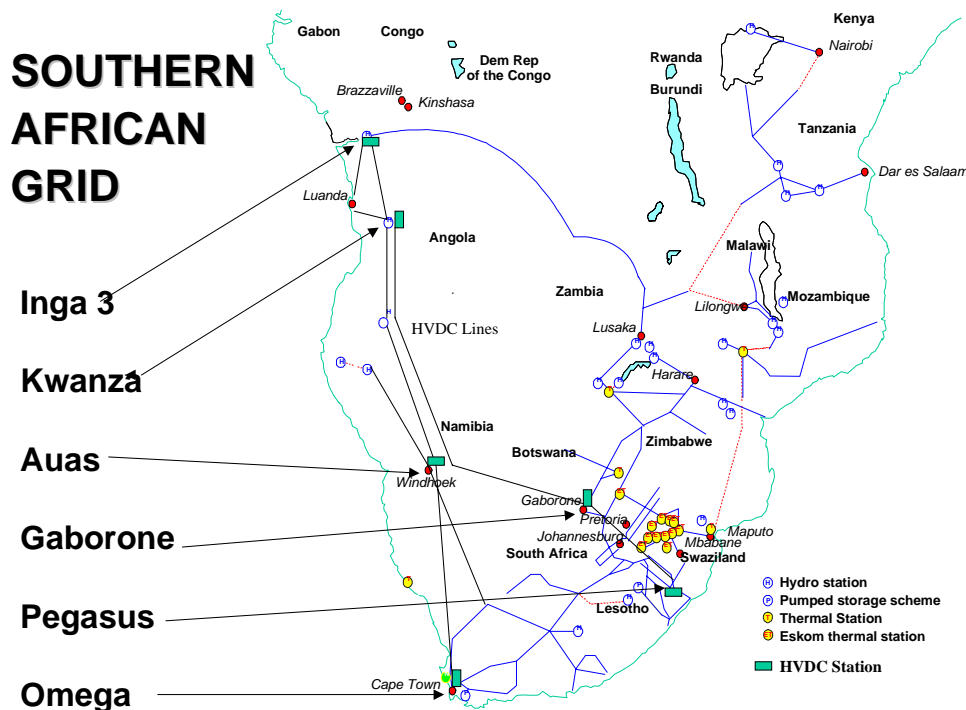 SOUTHERN
AFRICAN
GRID
Inga 3
Kwanza
Auas
Gaborone
Pegasus
Omega
Gabon
Congo
Dem Rep
of the Congo
Brazzaville
Kinshasa
Rwanda
Burundi
Kenya
Nairobi
Tanzania
Dar es Salaam
Luanda
Angola
Malawi
Zambia
Mozambique
Lilongw
Lusaka
HVDC Lines
Harare
Namibia
Zimbabwe
Botswana
Windhoek
Gaborone
Pretoria
Johannesburg
Maputo
Mbabane
South Africa
Swaziland
Lesotho
Cape Town
H Hydro station
P Pumped storage scheme
T Thermal Station
ET Eskom thermal station
HVDC Station